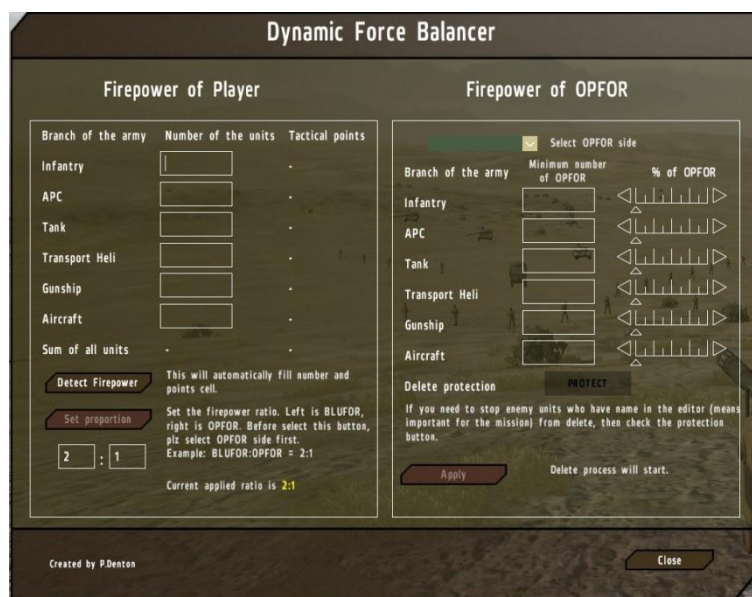 Dynamic Force Balancer
Firepower of Player
Firepower of OPFOR
Branch of the army Number of the units Tactical points
Infantry -
APC -
Tank -
Transport Heli -
Gunship -
Aircraft -
Sum of all units - -
Detect Firepower
This will automatically fill number and
points cell.
Set proportion
Set the firepower ratio. Left is BLUFOR,
right is OPFOR. Before select this button,
plz select OPFOR side first.
Example: BLUFOR:OPFOR = 2:1
2 : 1
Current applied ratio is 2:1
Select OPFOR side
Branch of the army
Minimum number
of OPFOR
% of OPFOR
Infantry
APC
Tank
Transport Heli
Gunship
Aircraft
Delete protection PROTECT
If you need to stop enemy units who have name in the editor (means
important for the mission) from delete, then check the protection
button.
Apply
Delete process will start.
Created by P.Denton
Close